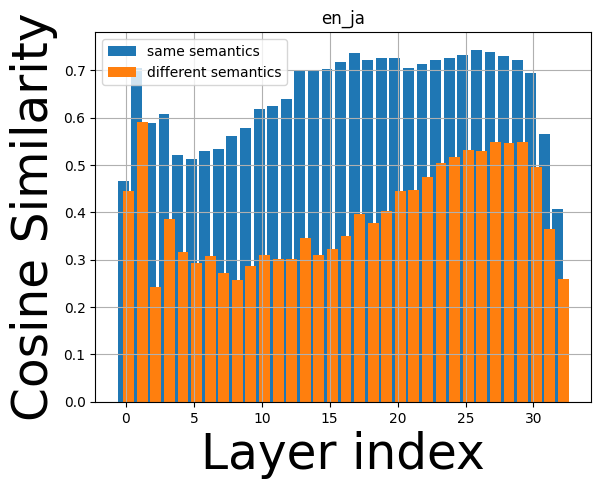 en_ja
same semantics
different semantics
Cosine Similarity
0.7
0.6
0.5
0.4
0.3
0.2
0.1
0.0
0 5 10 15 20 25 30
Layer index